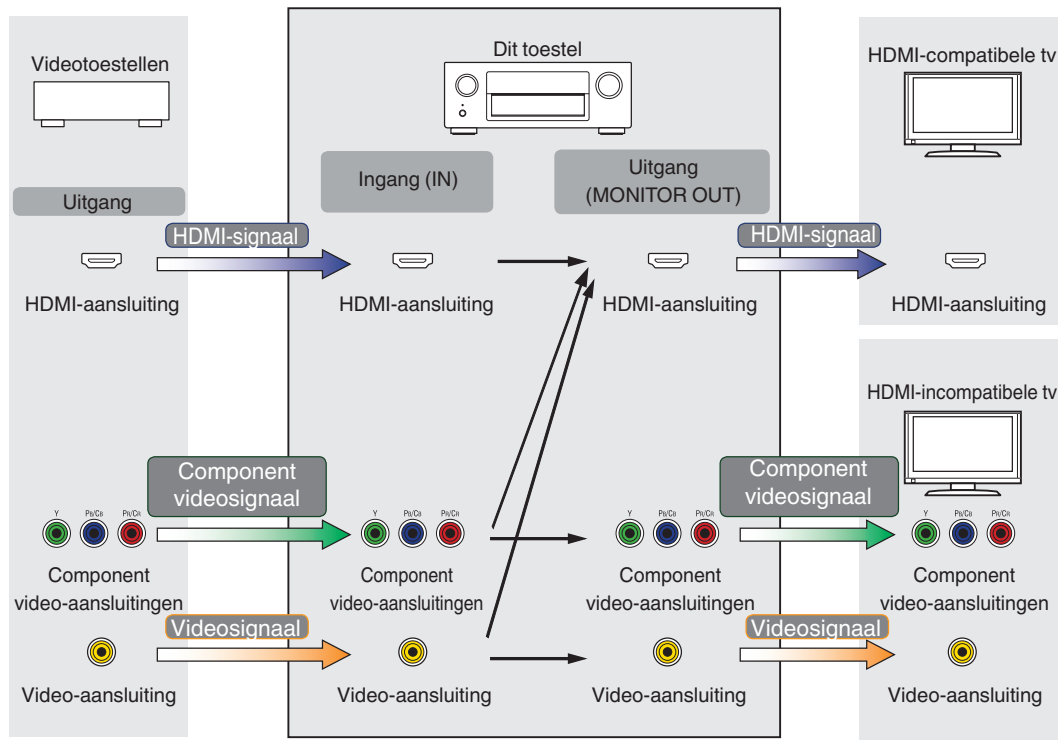 Videotoestellen
Dit toestel
HDMI-compatibele tv
Uitgang
Ingang (IN)
Uitgang
(MONITOR OUT)
HDMI-signaal
HDMI-signaal
HDMI-aansluiting
HDMI-aansluiting
HDMI-aansluiting
HDMI-aansluiting
HDMI-incompatibele tv
Component
videosignaal
Component
videosignaal
Y PB/CB PR/CR
Y PB/CB PR/CR
Y PB/CB PR/CR
Y PB/CB PR/CR
Component
video-aansluitingen
Component
video-aansluitingen
Component
video-aansluitingen
Component
video-aansluitingen
Videosignaal
Videosignaal
Video-aansluiting
Video-aansluiting
Video-aansluiting
Video-aansluiting